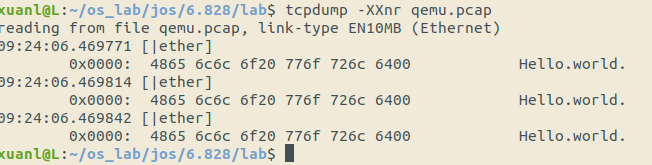 xuanl@L:~/os_lab/jos/6.828/lab$ tcpdump -XXnr qemu.pcap
reading from file qemu.pcap, link-type EN10MB (Ethernet)
09:24:06.469771 [|ether]
0x0000:  4865 6c6c 6f20 776f 726c 6400 Hello.world.
09:24:06.469814 [|ether]
0x0000:  4865 6c6c 6f20 776f 726c 6400 Hello.world.
09:24:06.469842 [|ether]
0x0000:  4865 6c6c 6f20 776f 726c 6400 Hello.world.
xuanl@L:~/os_lab/jos/6.828/lab$